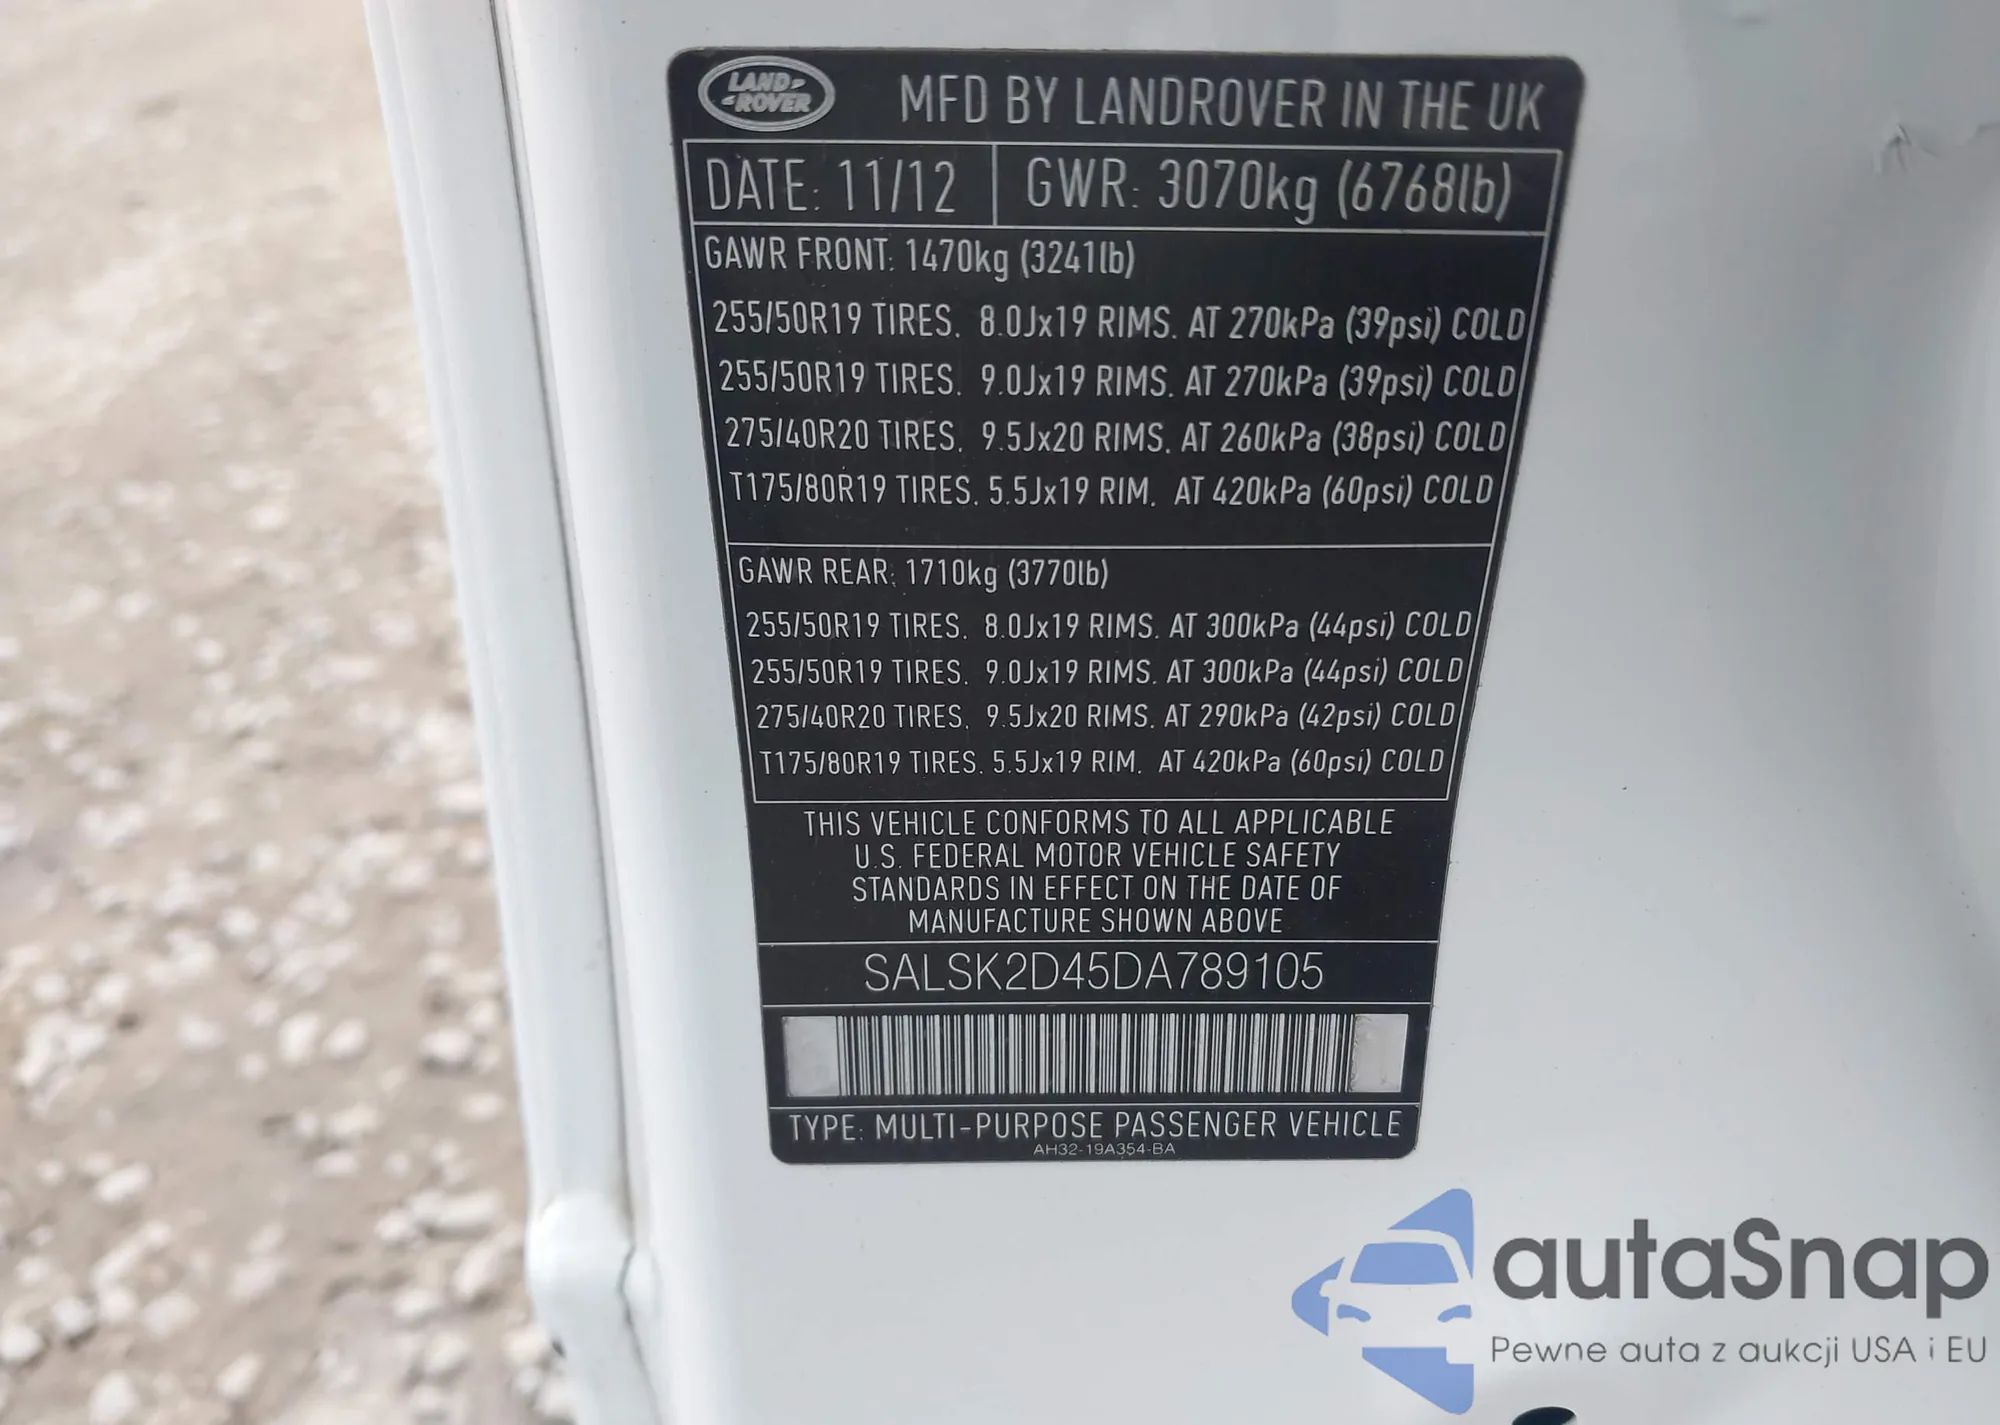 LAND ROVER
MFD BY LANDROVER IN THE UK
DATE: 11/12
GWR: 3070kg (6768lb)
GAWR FRONT: 1470kg (3241lb)
255/50R19 TIRES. 8.0Jx19 RIMS. AT 270kPa (39psi) COLD
255/50R19 TIRES. 9.0Jx19 RIMS. AT 270kPa (39psi) COLD
275/40R20 TIRES. 9.5Jx20 RIMS. AT 260kPa (38psi) COLD
T175/80R19 TIRES. 5.5Jx19 RIM. AT 420kPa (60psi) COLD
GAWR REAR: 1710kg (3770lb)
255/50R19 TIRES. 8.0Jx19 RIMS. AT 300kPa (44psi) COLD
255/50R19 TIRES. 9.0Jx19 RIMS. AT 300kPa (44psi) COLD
275/40R20 TIRES. 9.5Jx20 RIMS. AT 290kPa (42psi) COLD
T175/80R19 TIRES. 5.5Jx19 RIM. AT 420kPa (60psi) COLD
THIS VEHICLE CONFORMS TO ALL APPLICABLE
U.S. FEDERAL MOTOR VEHICLE SAFETY
STANDARDS IN EFFECT ON THE DATE OF
MANUFACTURE SHOWN ABOVE
SALSK2D45DA789105
TYPE: MULTI-PURPOSE PASSENGER VEHICLE
AH32-19A354-BA
autaSnap
Pewne auta z aukcji USA i EU